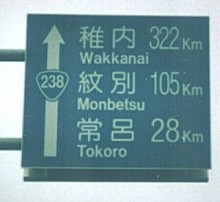 稚内 322Km
Wakkanai
238
紋別 105Km
Monbetsu
常呂 28Km
Tokoro